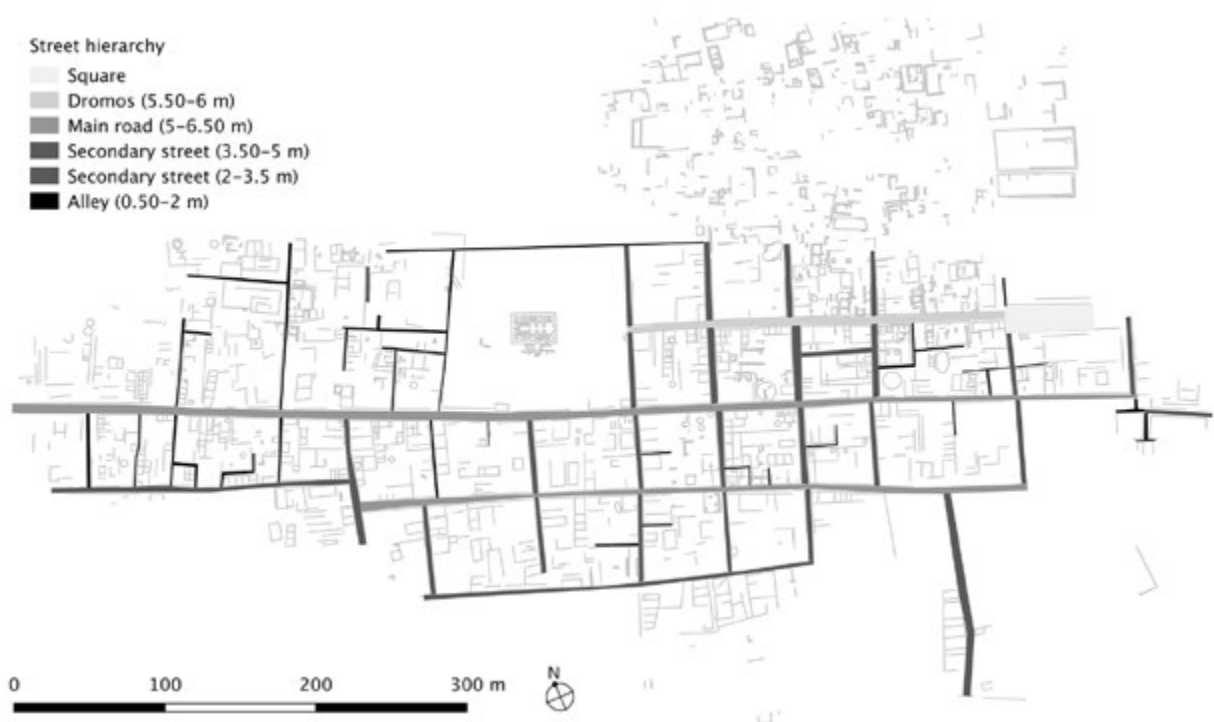 Street hierarchy
Square
Dromos (5.50–6 m)
Main road (5–6.50 m)
Secondary street (3.50–5 m)
Secondary street (2–3.5 m)
Alley (0.50–2 m)
0 100 200 300 m
N